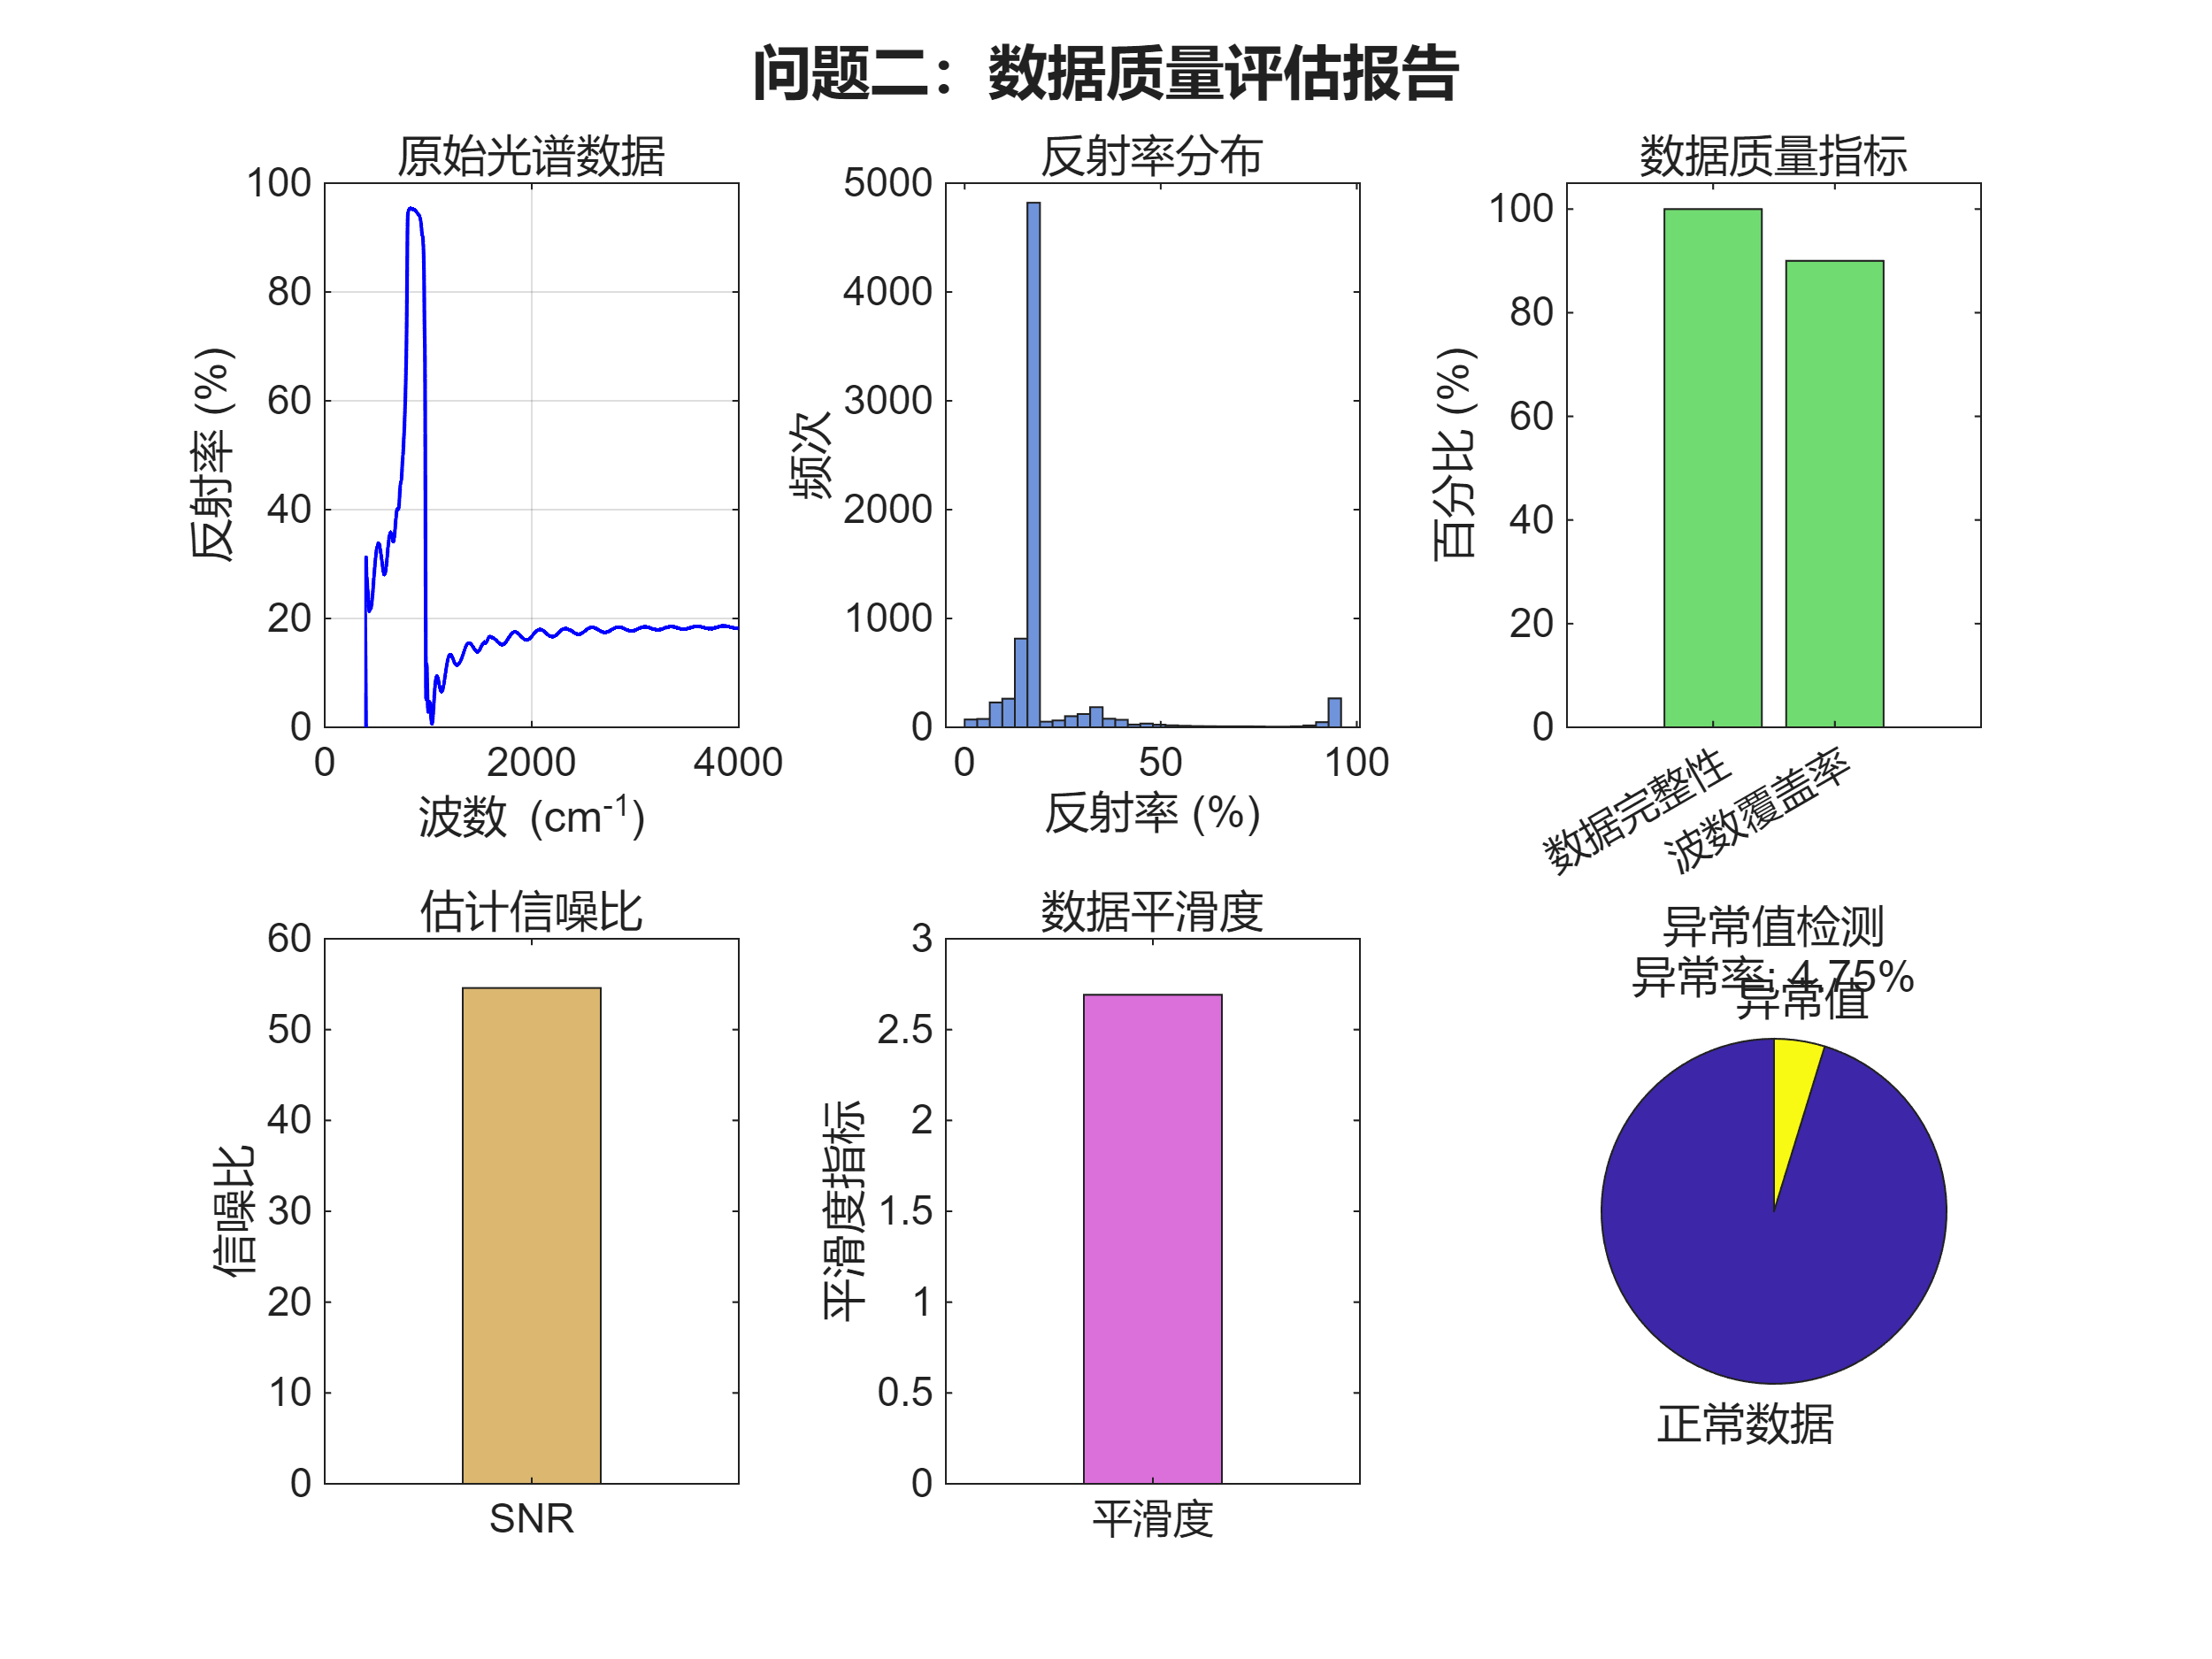 问题二：数据质量评估报告
原始光谱数据
100
80
60
40
20
0
反射率 (%)
0 2000 4000
波数 (cm-1)
反射率分布
5000
4000
3000
2000
1000
0
频次
0 50 100
反射率 (%)
数据质量指标
100
80
60
40
20
0
百分比 (%)
数据完整性
波数覆盖率
估计信噪比
60
50
40
30
20
10
0
信噪比
SNR
数据平滑度
3
2.5
2
1.5
1
0.5
0
平滑度指标
平滑度
异常值检测
异常率: 4.75%
异常值
正常数据